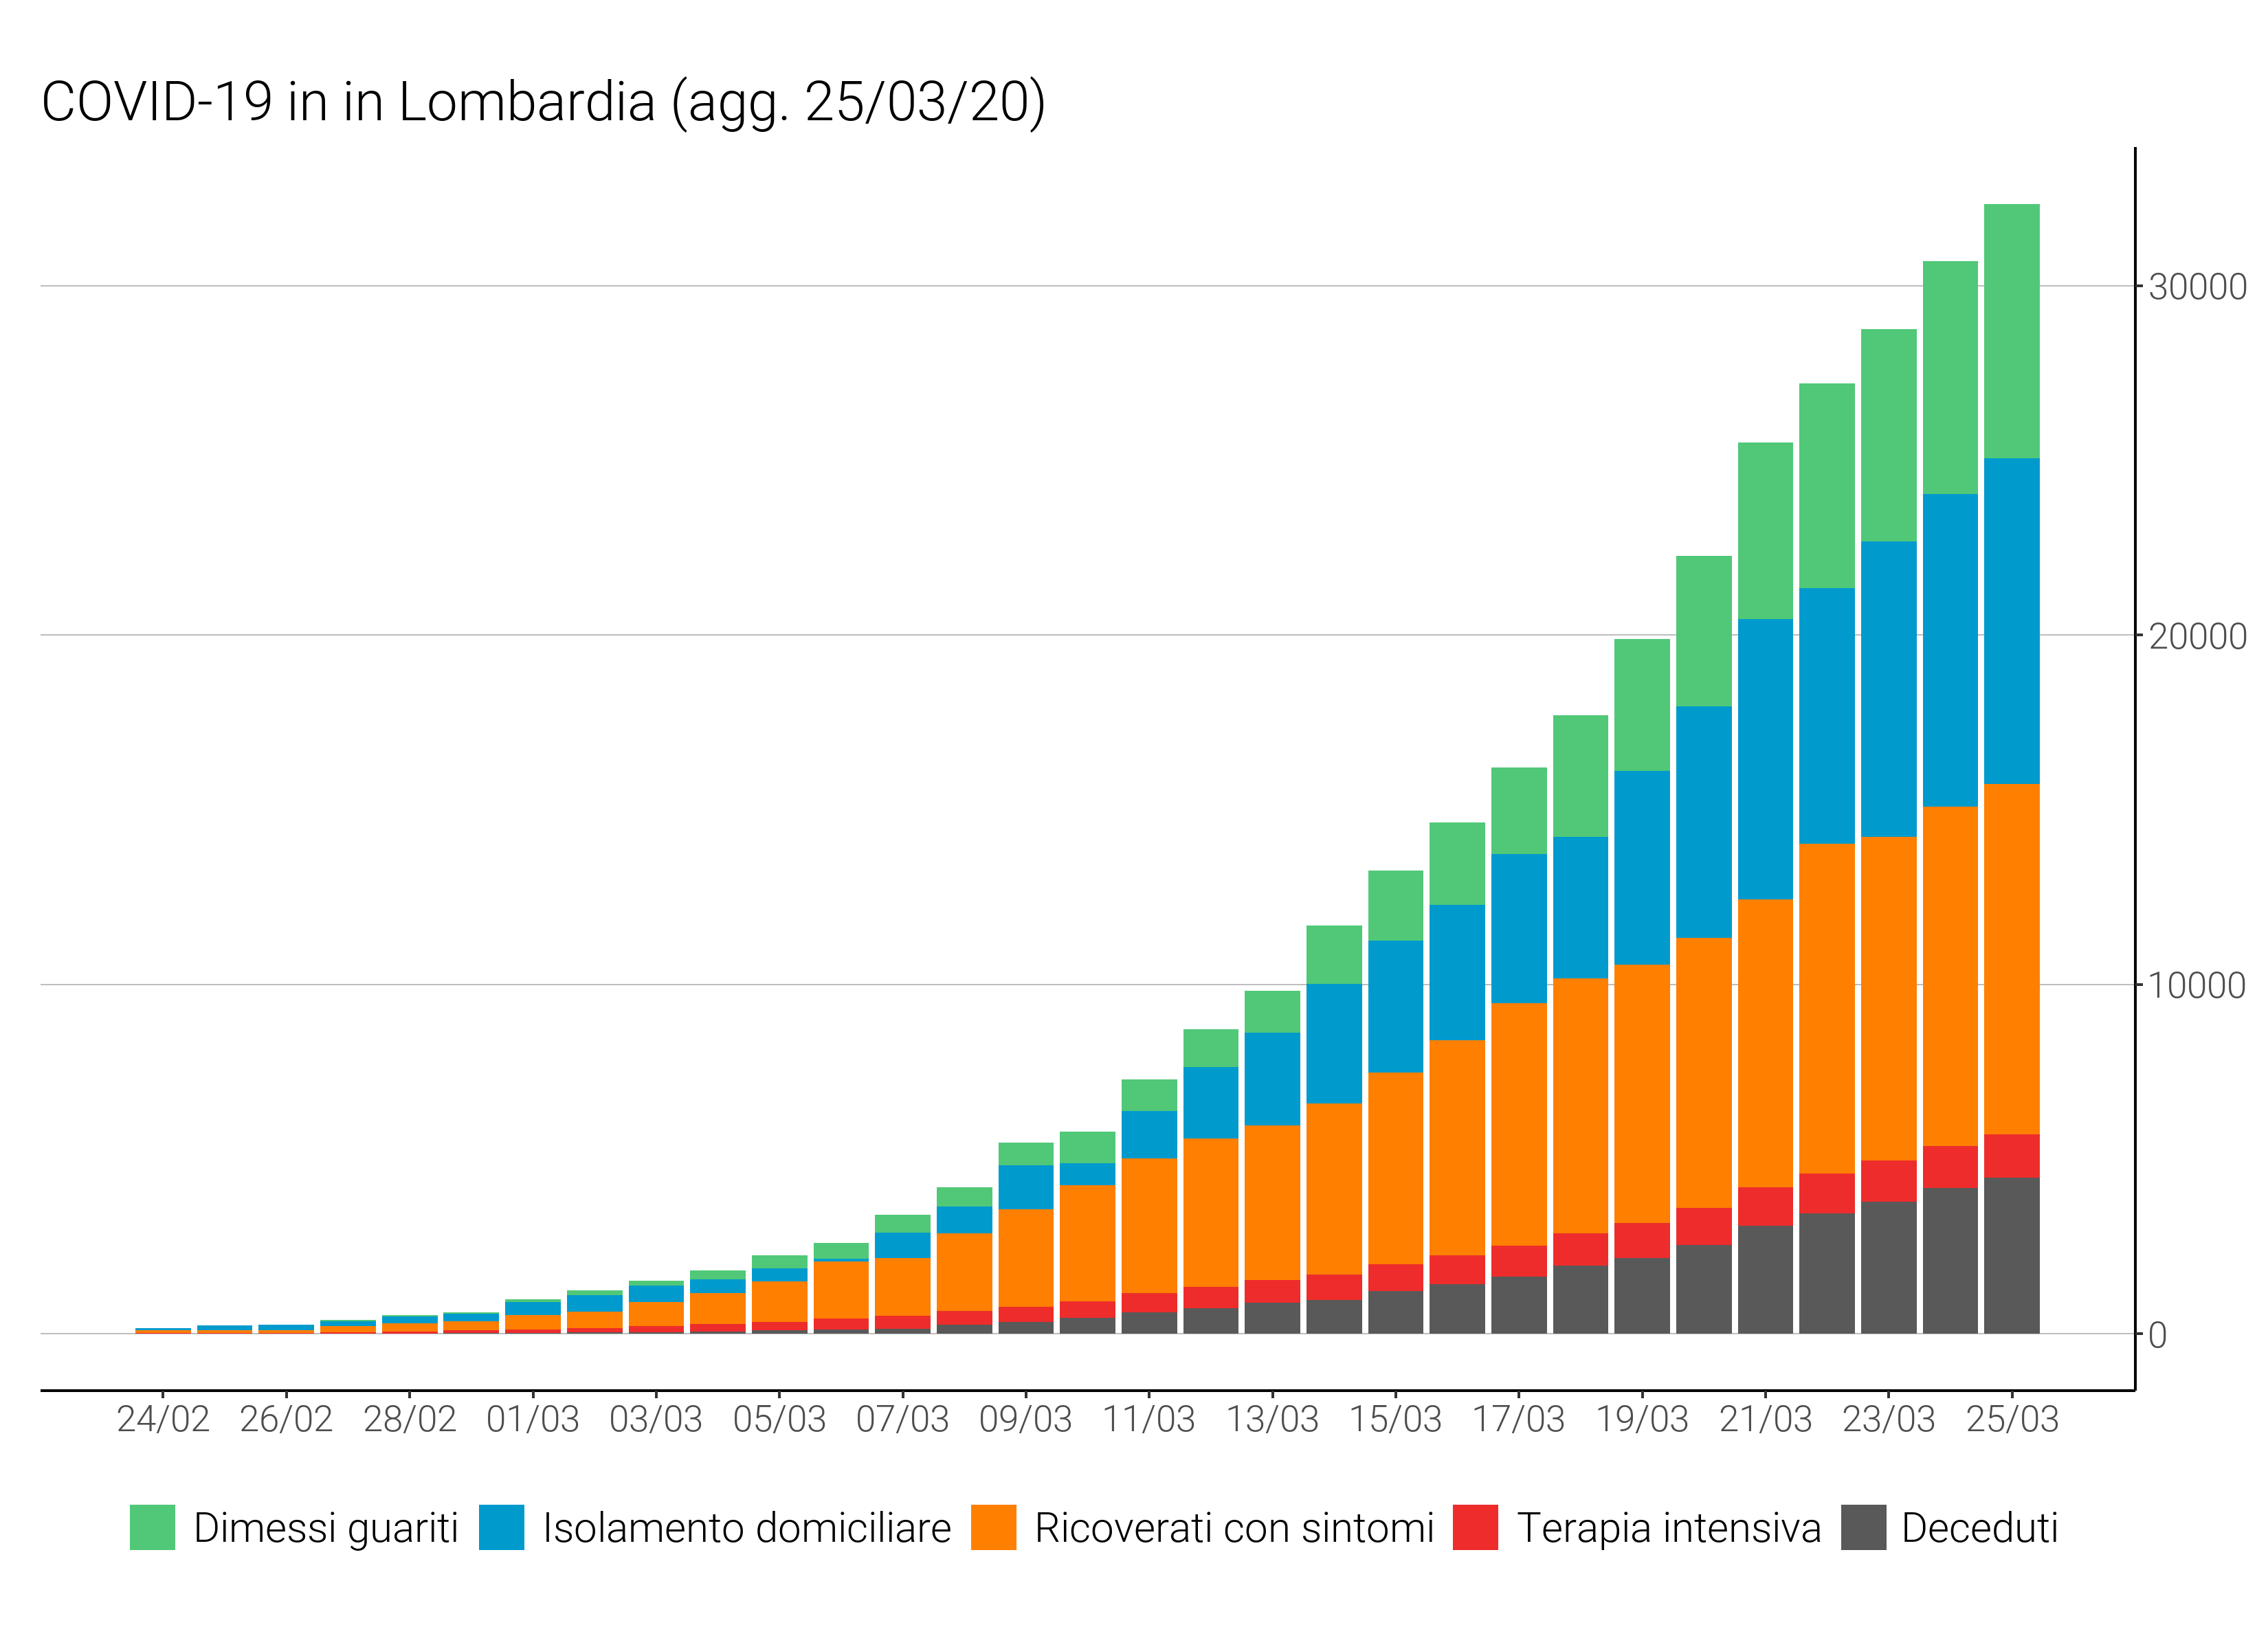 COVID-19 in in Lombardia (agg. 25/03/20)
30000
20000
10000
0
24/02 26/02 28/02 01/03 03/03 05/03 07/03 09/03 11/03 13/03 15/03 17/03 19/03 21/03 23/03 25/03
Dimessi guariti Isolamento domiciliare Ricoverati con sintomi Terapia intensiva Deceduti